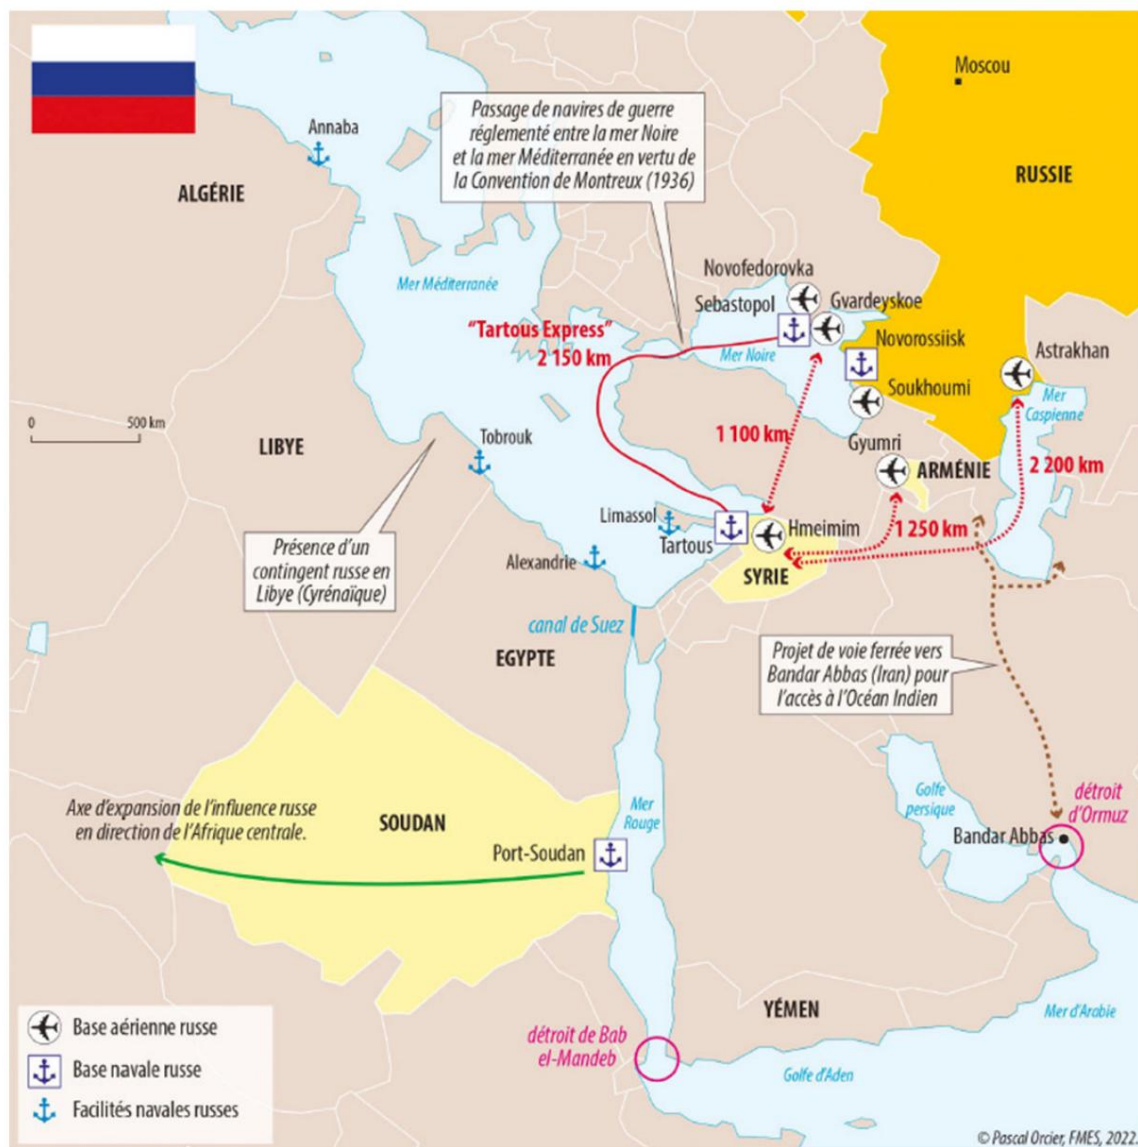 Moscou
Passage de navires de guerre
réglementé entre la mer Noire
et la mer Méditerranée en vertu de
la Convention de Montreux (1936)
Annaba
ALGÉRIE
RUSSIE
Mer Méditerranée
Novofedorovka
Sebastopol
Gvardeyskoe
"Tartous Express"
2 150 km
Mer Noire
Novorossiisk
Astrakhan
Soukhoumi
Mer
Caspienne
0
500 km
1 100 km
Gyumri
ARMÉNIE
2 200 km
LIBYE
Tobrouk
Limassol
Tartous
Hmeimim
1 250 km
Présence d'un
contingent russe en
Libye (Cyrénaïque)
Alexandrie
SYRIE
canal de Suez
EGYPTE
Projet de voie ferrée vers
Bandar Abbas (Iran) pour
l'accès à l'Océan Indien
Axe d'expansion de l'influence russe
en direction de l'Afrique centrale.
SOUDAN
Mer
Rouge
Golfe
persique
détroit
d'Ormuz
Port-Soudan
Bandar Abbas
YÉMEN
Mer d'Arabie
détroit de Bab
el-Mandeb
Golfe d'Aden
Base aérienne russe
Base navale russe
Facilités navales russes
© Pascal Orcier, FMES, 2022.